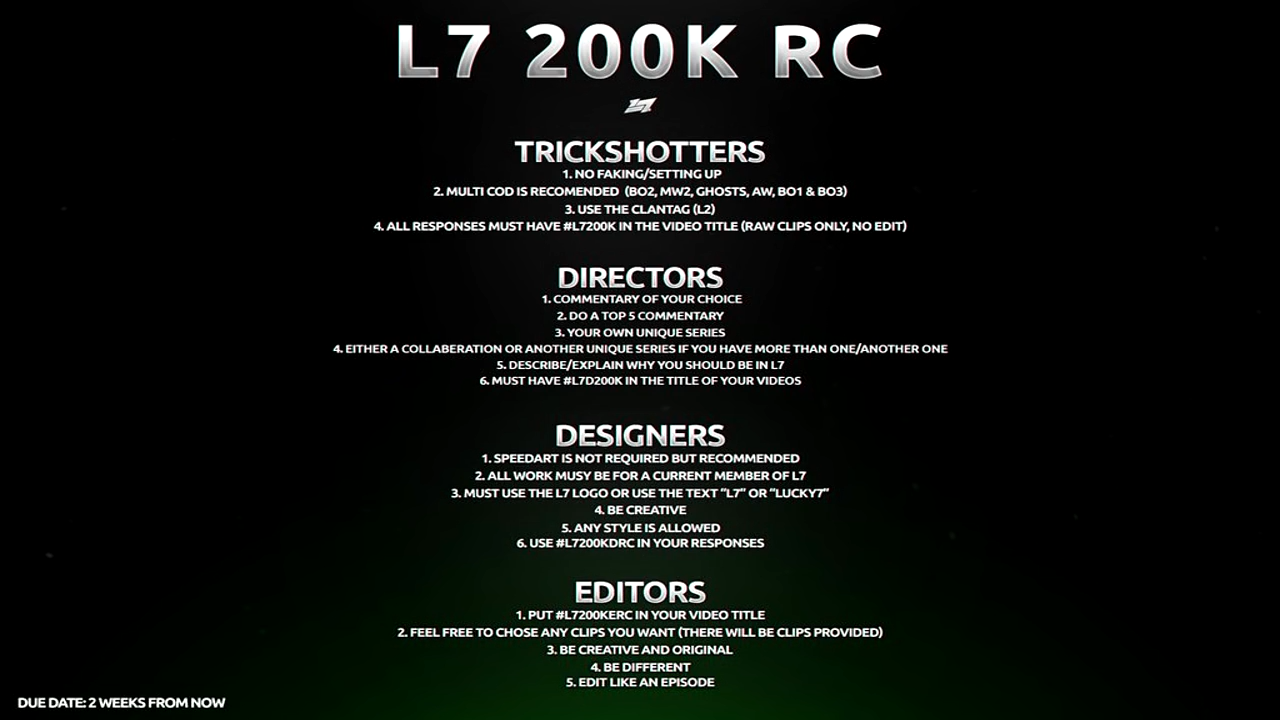 L7 200K RC
L7
TRICKSHOTTERS
1. NO FAKING/SETTING UP
2. MULTI COD IS RECOMENDED (BO2, MW2, GHOSTS, AW, BO1 & BO3)
3. USE THE CLANTAG (L2)
4. ALL RESPONSES MUST HAVE #L7200K IN THE VIDEO TITLE (RAW CLIPS ONLY, NO EDIT)
DIRECTORS
1. COMMENTARY OF YOUR CHOICE
2. DO A TOP 5 COMMENTARY
3. YOUR OWN UNIQUE SERIES
4. EITHER A COLLABERATION OR ANOTHER UNIQUE SERIES IF YOU HAVE MORE THAN ONE/ANOTHER ONE
5. DESCRIBE/EXPLAIN WHY YOU SHOULD BE IN L7
6. MUST HAVE #L7D200K IN THE TITLE OF YOUR VIDEOS
DESIGNERS
1. SPEEDART IS NOT REQUIRED BUT RECOMMENDED
2. ALL WORK MUSY BE FOR A CURRENT MEMBER OF L7
3. MUST USE THE L7 LOGO OR USE THE TEXT "L7" OR "LUCKY7"
4. BE CREATIVE
5. ANY STYLE IS ALLOWED
6. USE #L7200KDRC IN YOUR RESPONSES
EDITORS
1. PUT #L7200KERC IN YOUR VIDEO TITLE
2. FEEL FREE TO CHOSE ANY CLIPS YOU WANT (THERE WILL BE CLIPS PROVIDED)
3. BE CREATIVE AND ORIGINAL
4. BE DIFFERENT
5. EDIT LIKE AN EPISODE
DUE DATE: 2 WEEKS FROM NOW